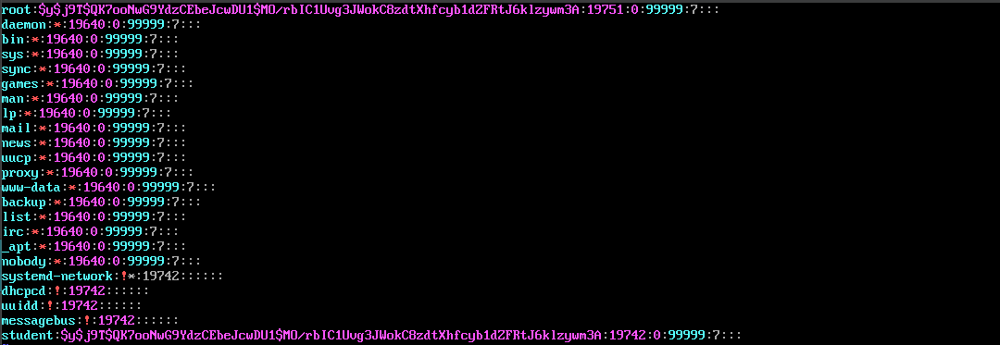 root:$y$j9T$QK7ooNwG9YdzCEbeJcwDU1$MO/rbIC1Uvg3JWokC8zdtXhfcyb1dZFRtJ6klzywm3A:19751:0:99999:7:::
daemon:*:19640:0:99999:7:::
bin:*:19640:0:99999:7:::
sys:*:19640:0:99999:7:::
sync:*:19640:0:99999:7:::
games:*:19640:0:99999:7:::
man:*:19640:0:99999:7:::
lp:*:19640:0:99999:7:::
mail:*:19640:0:99999:7:::
news:*:19640:0:99999:7:::
uucp:*:19640:0:99999:7:::
proxy:*:19640:0:99999:7:::
www-data:*:19640:0:99999:7:::
backup:*:19640:0:99999:7:::
list:*:19640:0:99999:7:::
irc:*:19640:0:99999:7:::
_apt:*:19640:0:99999:7:::
nobody:*:19640:0:99999:7:::
systemd-network:!*:19742::::::
dhcpcd:!:19742::::::
uuidd:!:19742::::::
messagebus:!:19742::::::
student:$y$j9T$QK7ooNwG9YdzCEbeJcwDU1$MO/rbIC1Uvg3JWokC8zdtXhfcyb1dZFRtJ6klzywm3A:19742:0:99999:7:::